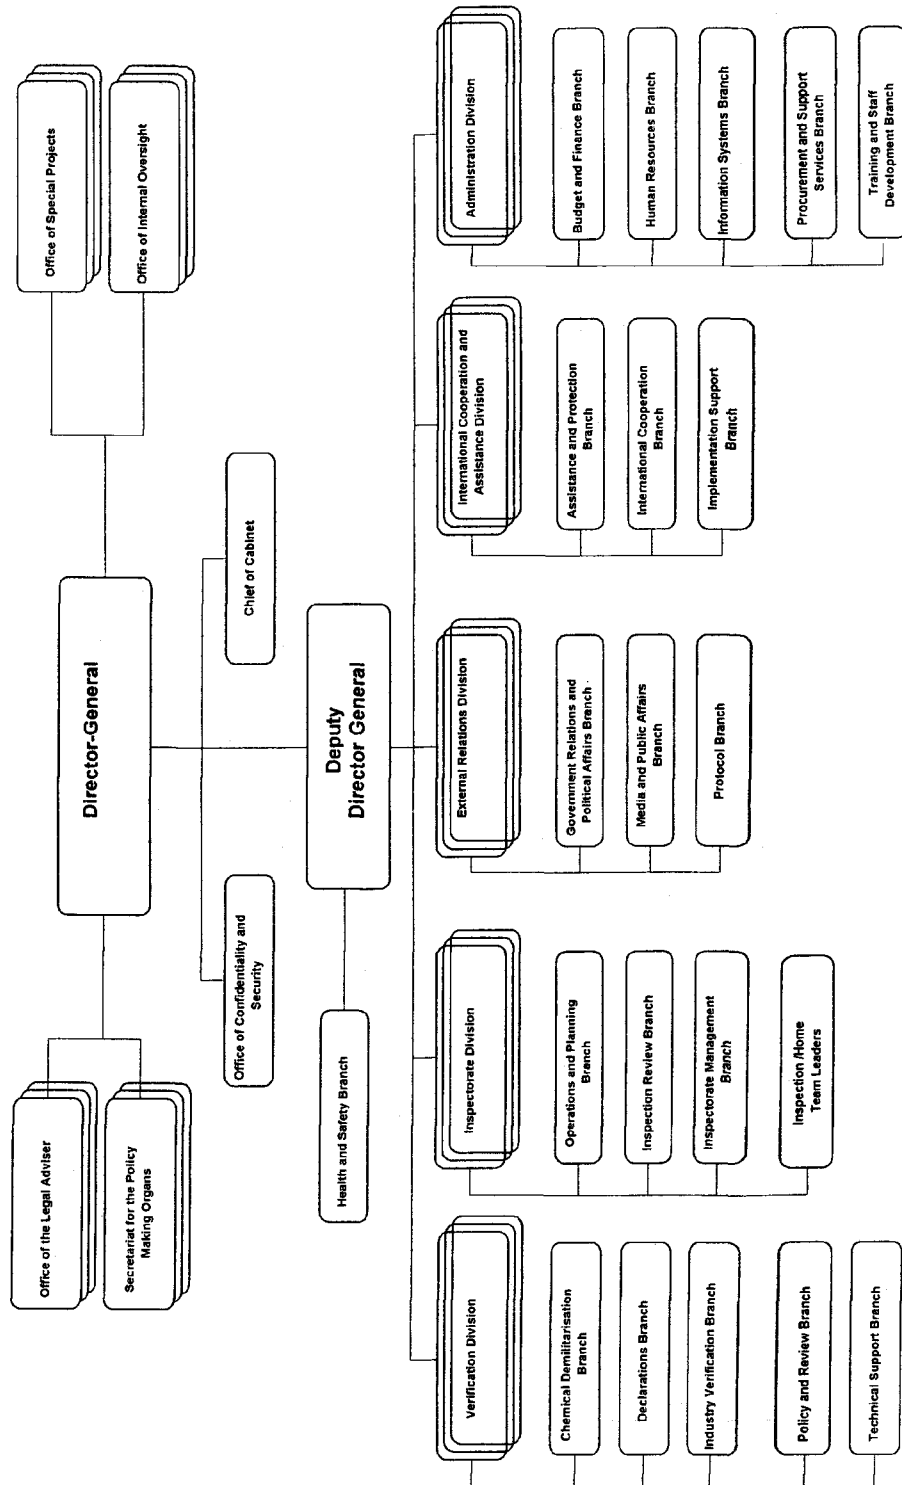 Office of the Legal Adviser
Secretariat for the Policy
Making Organs
Director-General
Office of Special Projects
Office of Internal Oversight
Office of Confidentiality and
Security
Chief of Cabinet
Health and Safety Branch
Deputy
Director General
Verification Division
Chemical Demilitarisation
Branch
Declarations Branch
Industry Verification Branch
Policy and Review Branch
Technical Support Branch
Inspectorate Division
Operations and Planning
Branch
Inspection Review Branch
Inspectorate Management
Branch
Inspection /Home
Team Leaders
External Relations Division
Government Relations and
Political Affairs Branch
Media and Public Affairs
Branch
Protocol Branch
International Cooperation and
Assistance Division
Assistance and Protection
Branch
International Cooperation
Branch
Implementation Support
Branch
Administration Division
Budget and Finance Branch
Human Resources Branch
Information Systems Branch
Procurement and Support
Services Branch
Training and Staff
Development Branch